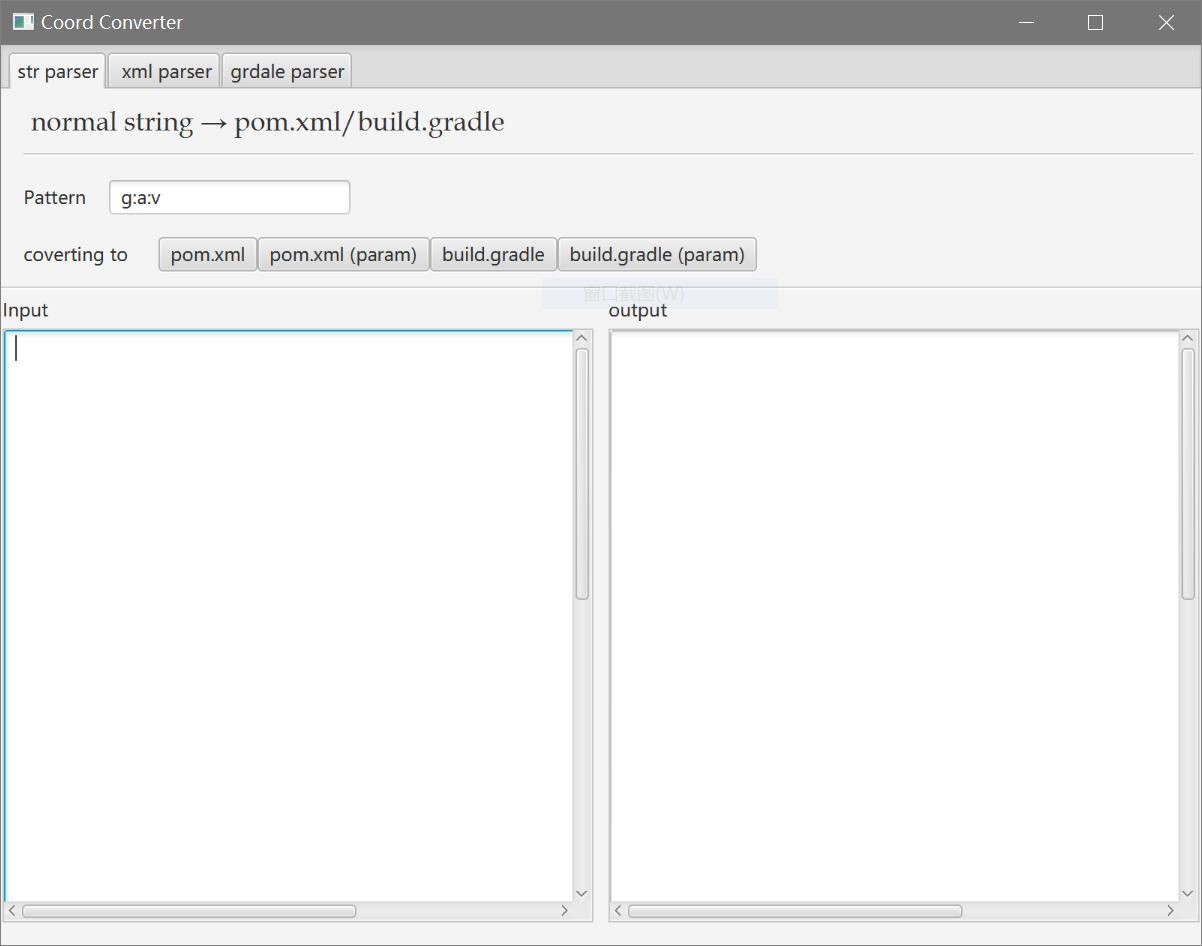 Coord Converter
str parser xml parser grdale parser
normal string → pom.xml/build.gradle
Pattern g:a:v
coverting to pom.xml pom.xml (param) build.gradle build.gradle (param)
窗口截图(W)
Input output